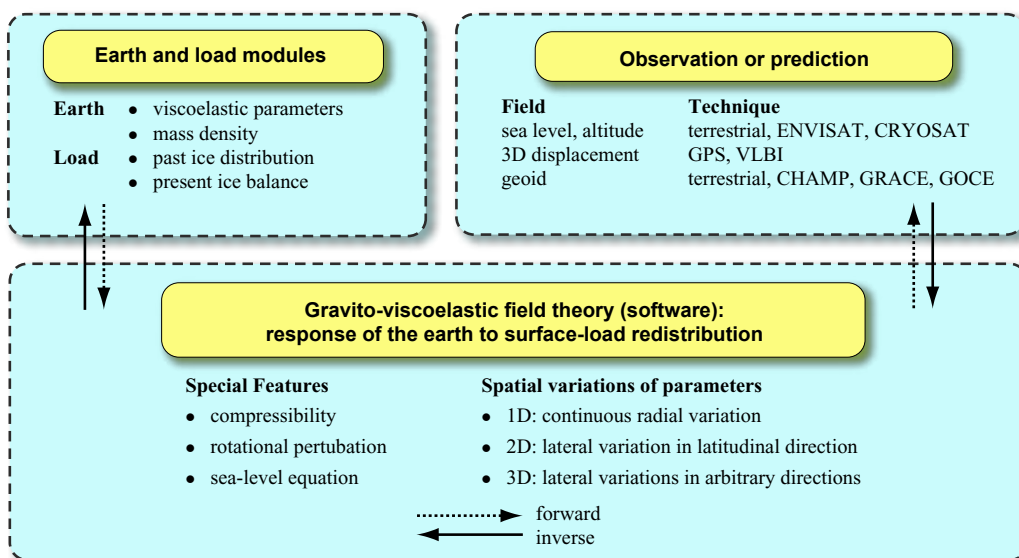 Earth and load modules
Earth • viscoelastic parameters
• mass density
Load • past ice distribution
• present ice balance
Observation or prediction
Field Technique
sea level, altitude terrestrial, ENVISAT, CRYOSAT
3D displacement GPS, VLBI
geoid terrestrial, CHAMP, GRACE, GOCE
Gravito-viscoelastic field theory (software):
response of the earth to surface-load redistribution
Special Features
• compressibility
• rotational pertubation
• sea-level equation
Spatial variations of parameters
• 1D: continuous radial variation
• 2D: lateral variation in latitudinal direction
• 3D: lateral variations in arbitrary directions
forward
inverse